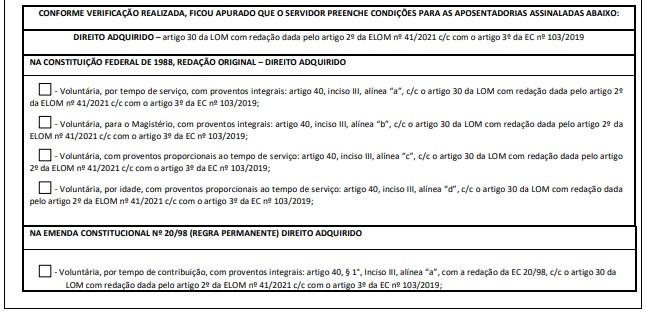 CONFORME VERIFICAÇÃO REALIZADA, FICOU APURADO QUE O SERVIDOR PREENCHE CONDIÇÕES PARA AS APOSENTADORIAS ASSINALADAS ABAIXO:
DIREITO ADQUIRIDO – artigo 30 da LOM com redação dada pelo artigo 2º da ELOM nº 41/2021 c/c com o artigo 3º da EC nº 103/2019
NA CONSTITUIÇÃO FEDERAL DE 1988, REDAÇÃO ORIGINAL – DIREITO ADQUIRIDO
- Voluntária, por tempo de serviço, com proventos integrais: artigo 40, inciso III, alínea "a", c/c o artigo 30 da LOM com redação dada pelo artigo 2º
da ELOM nº 41/2021 c/c com o artigo 3º da EC nº 103/2019;
- Voluntária, para o Magistério, com proventos integrais: artigo 40, inciso III, alínea "b", c/c o artigo 30 da LOM com redação dada pelo artigo 2º da
ELOM nº 41/2021 c/c com o artigo 3º da EC nº 103/2019;
- Voluntária, com proventos proporcionais ao tempo de serviço: artigo 40, inciso III, alínea "c", c/c o artigo 30 da LOM com redação dada pelo artigo
2º da ELOM nº 41/2021 c/c com o artigo 3º da EC nº 103/2019;
- Voluntária, por idade, com proventos proporcionais ao tempo de serviço: artigo 40, inciso III, alínea "d", c/c o artigo 30 da LOM com redação dada
pelo artigo 2º da ELOM nº 41/2021 c/c com o artigo 3º da EC nº 103/2019;
NA EMENDA CONSTITUCIONAL Nº 20/98 (REGRA PERMANENTE) DIREITO ADQUIRIDO
- Voluntária, por tempo de contribuição, com proventos integrais: artigo 40, § 1°, Inciso III, alínea "a", com a redação da EC 20/98, c/c o artigo 30 da
LOM com redação dada pelo artigo 2º da ELOM nº 41/2021 c/c com o artigo 3º da EC nº 103/2019;